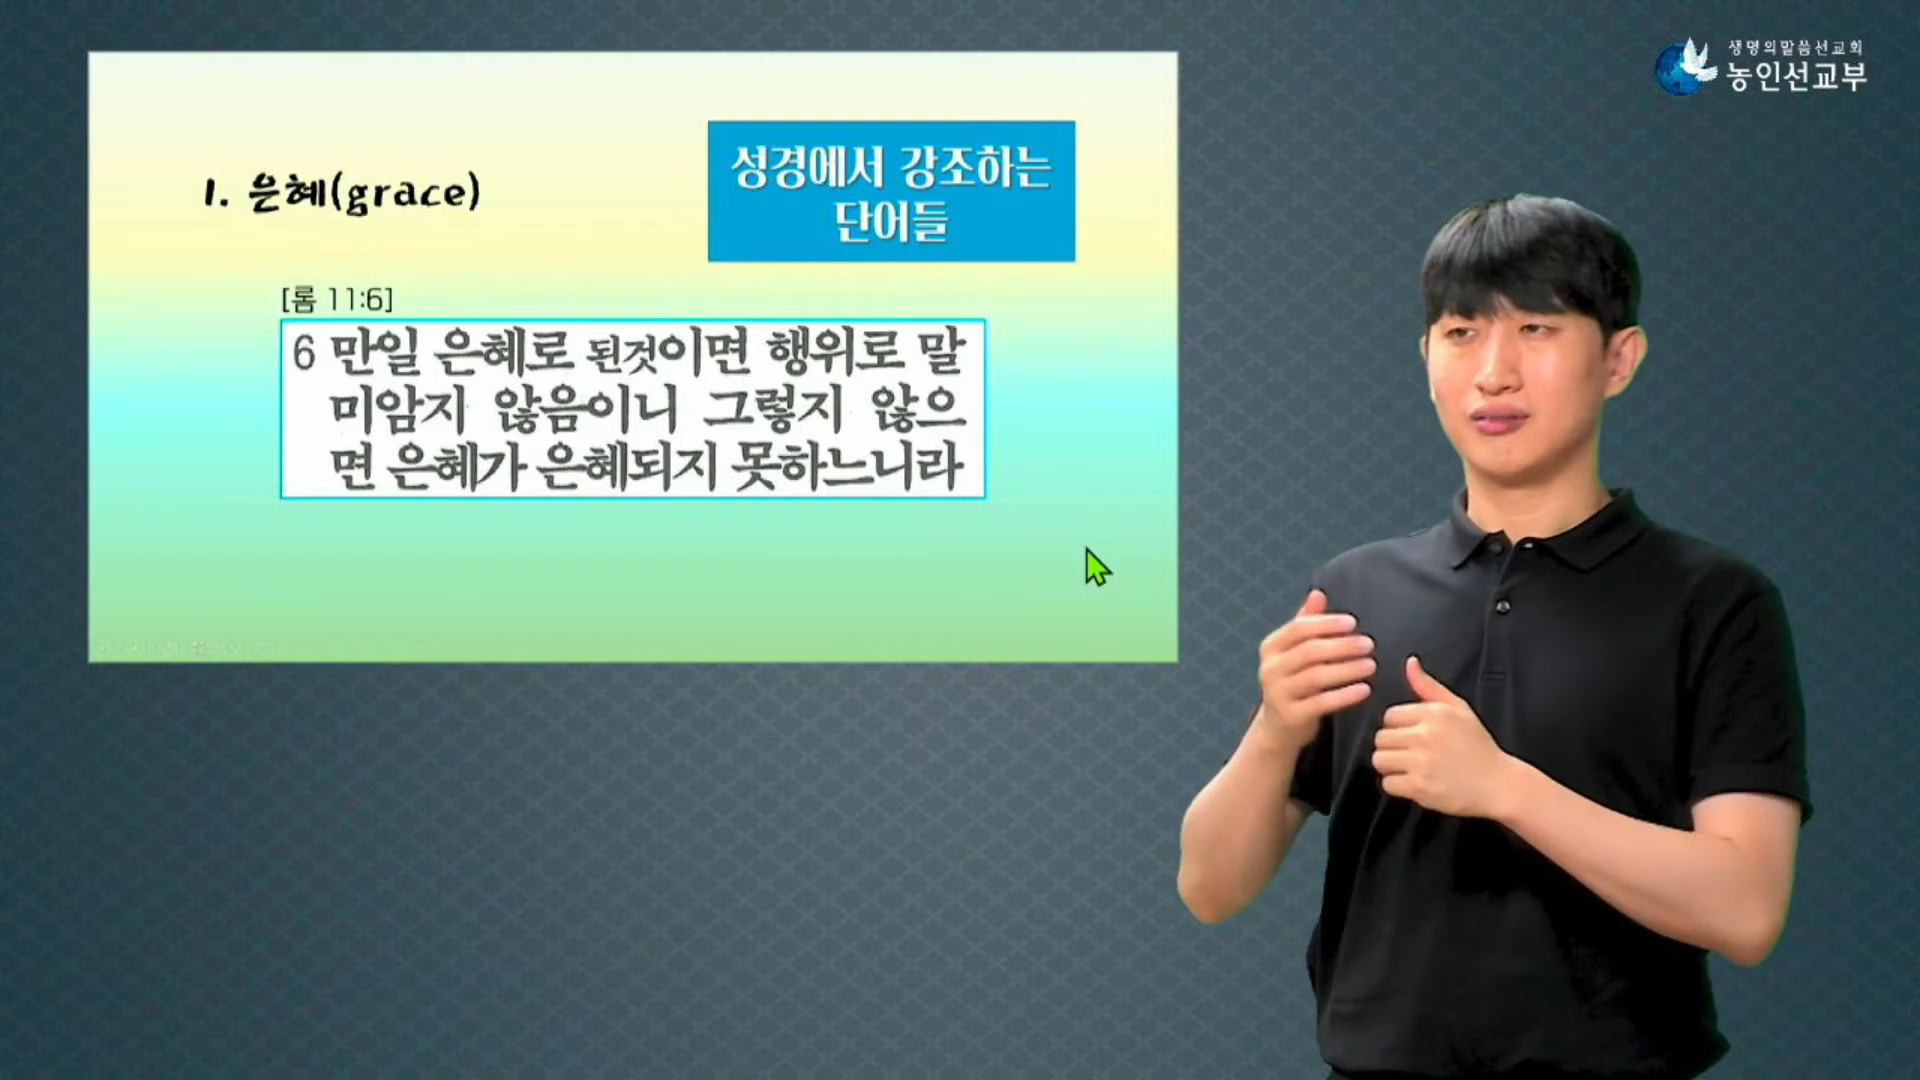 생명의말씀선교회
농인선교부
성경에서 강조하는
단어들
1. 은혜(grace)
[롬 11:6]
6 만일 은혜로 된것이면 행위로 말
미암지 않음이니 그렇지 않으
면 은혜가 은혜되지 못하느니라